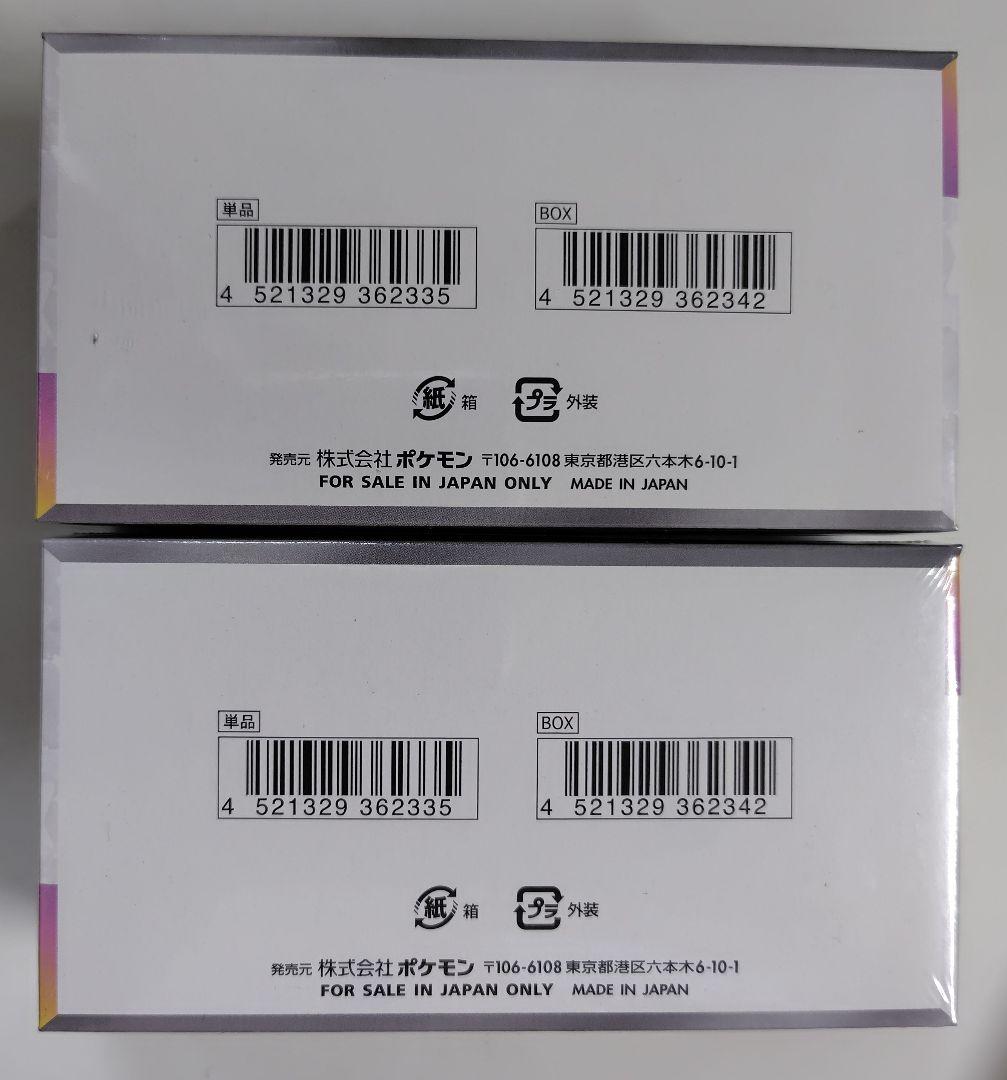 単品
BOX
4 521329 362335
4 521329 362342
紙 箱
プラ 外装
発売元 株式会社ポケモン 〒106-6108 東京都港区六本木6-10-1
FOR SALE IN JAPAN ONLY MADE IN JAPAN
単品
BOX
4 521329 362335
4 521329 362342
紙 箱
プラ 外装
発売元 株式会社ポケモン 〒106-6108 東京都港区六本木6-10-1
FOR SALE IN JAPAN ONLY MADE IN JAPAN